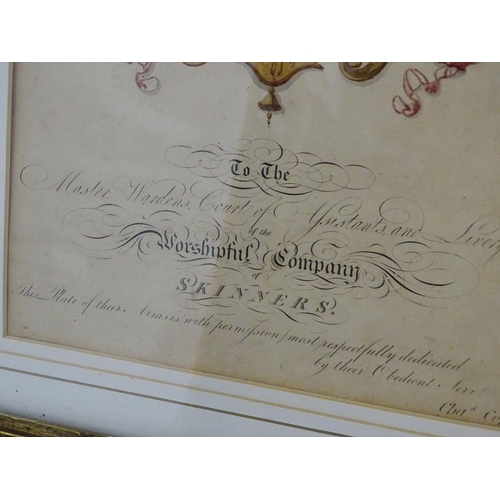 To The
Master, Wardens, Court of Assistants, and Livery
of the
Worshipful Company
of
SKINNERS.
This Plate of their Arms is (with permission) most respectfully dedicated
by their Obedient
Chas